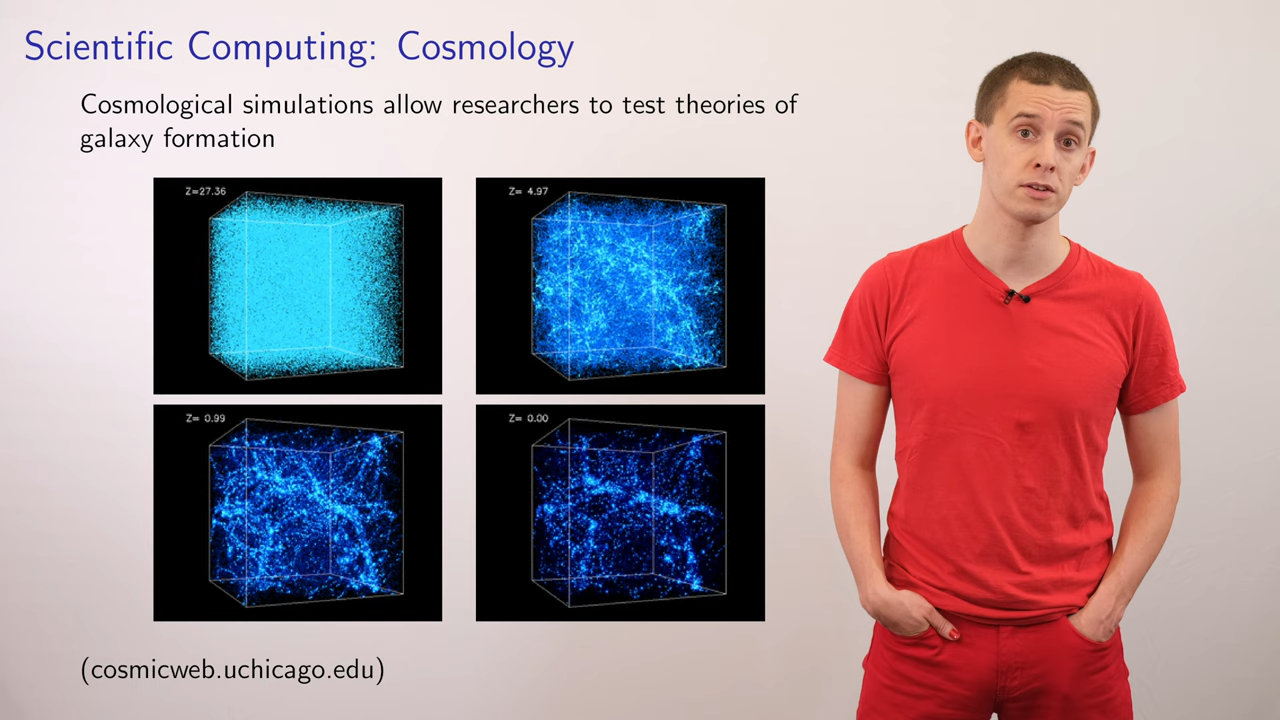 Scientific Computing: Cosmology
Cosmological simulations allow researchers to test theories of
galaxy formation
Z=27.36
Z= 4.97
Z= 0.99
Z= 0.00
(cosmicweb.uchicago.edu)